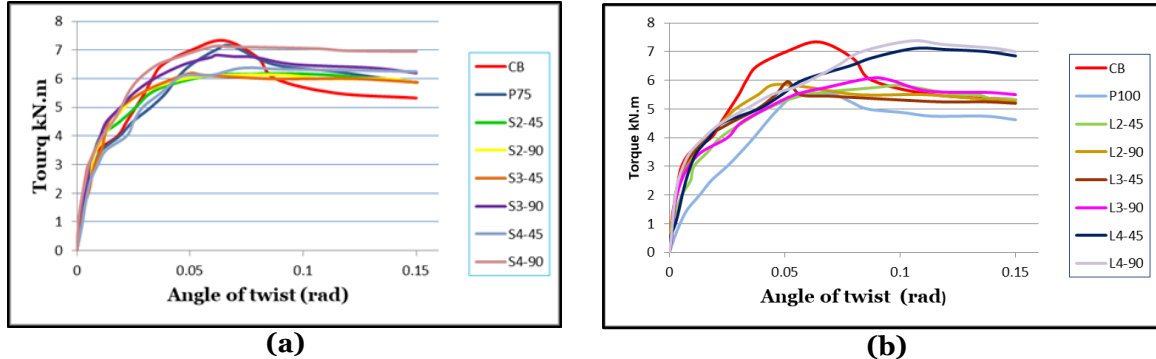 8
7
6
5
4
3
2
1
0
Tourq kN.m
0 0.05 0.1 0.15
Angle of twist (rad)
CB
P75
S2-45
S2-90
S3-45
S3-90
S4-45
S4-90
(a)
8
7
6
5
4
3
2
1
0
Torque kN.m
0 0.05 0.1 0.15
Angle of twist (rad)
CB
P100
L2-45
L2-90
L3-45
L3-90
L4-45
L4-90
(b)